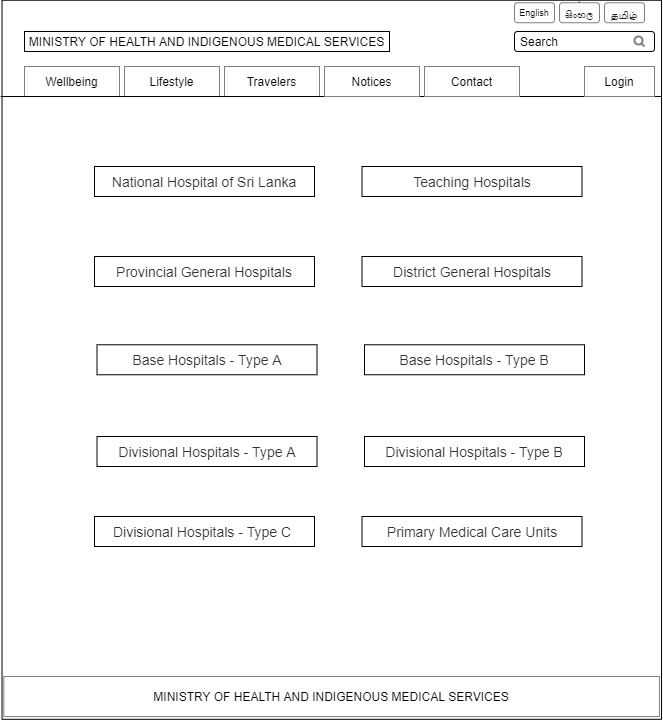 English සිංහල தமிழ்
MINISTRY OF HEALTH AND INDIGENOUS MEDICAL SERVICES
Search
Wellbeing Lifestyle Travelers Notices Contact Login
National Hospital of Sri Lanka Teaching Hospitals
Provincial General Hospitals District General Hospitals
Base Hospitals - Type A Base Hospitals - Type B
Divisional Hospitals - Type A Divisional Hospitals - Type B
Divisional Hospitals - Type C Primary Medical Care Units
MINISTRY OF HEALTH AND INDIGENOUS MEDICAL SERVICES